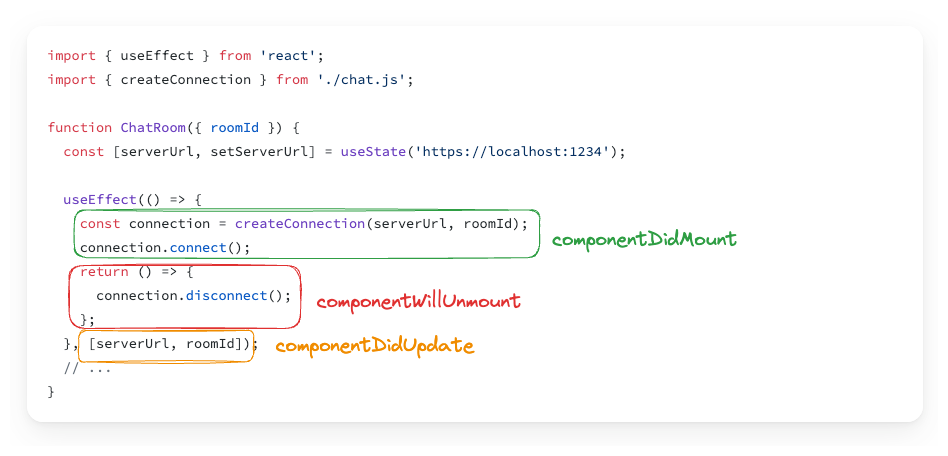 import { useEffect } from 'react';
import { createConnection } from './chat.js';
function ChatRoom({ roomId }) {
const [serverUrl, setServerUrl] = useState('https://localhost:1234');
useEffect(() => {
const connection = createConnection(serverUrl, roomId);
connection.connect();
componentDidMount
return () => {
connection.disconnect();
};
componentWillUnmount
}, [serverUrl, roomId]);
componentDidUpdate
// ...
}